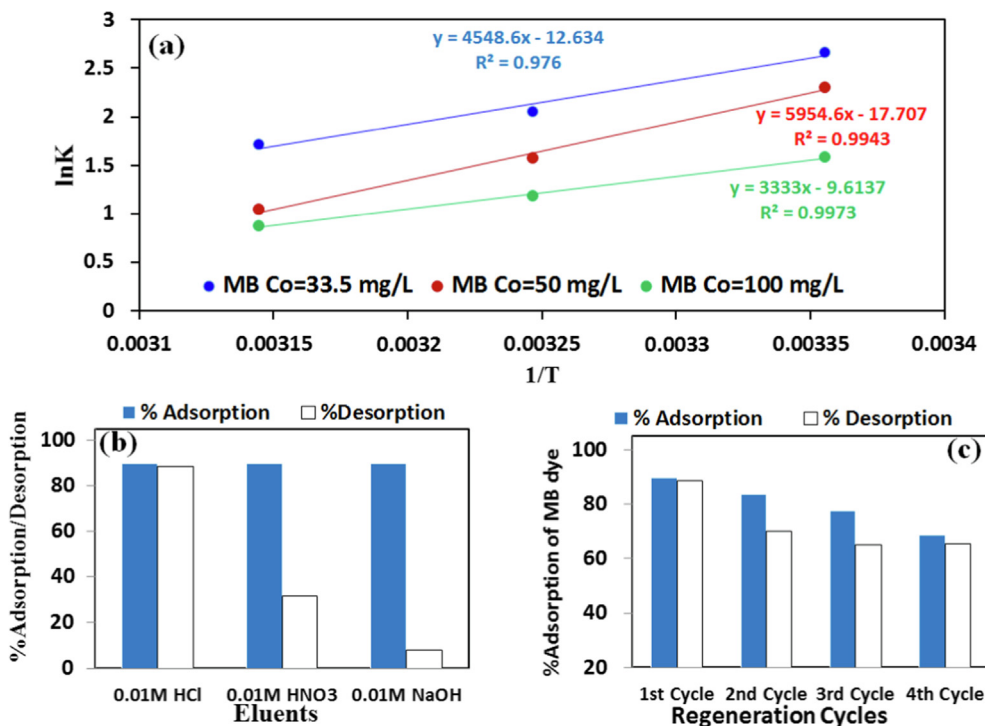 (a)
3
2.5
2
1.5
1
0.5
0
lnK
y = 4548.6x - 12.634
R² = 0.976
y = 5954.6x - 17.707
R² = 0.9943
y = 3333x - 9.6137
R² = 0.9973
MB Co=33.5 mg/L MB Co=50 mg/L MB Co=100 mg/L
0.0031 0.00315 0.0032 0.00325 0.0033 0.00335 0.0034
1/T
% Adsorption %Desorption
(b)
100
80
60
40
20
0
%Adsorption/Desorption
0.01M HCl 0.01M HNO3 0.01M NaOH
Eluents
% Adsorption % Desorption
(c)
100
80
60
40
20
%Adsorption of MB dye
1st Cycle 2nd Cycle 3rd Cycle 4th Cycle
Regeneration Cycles